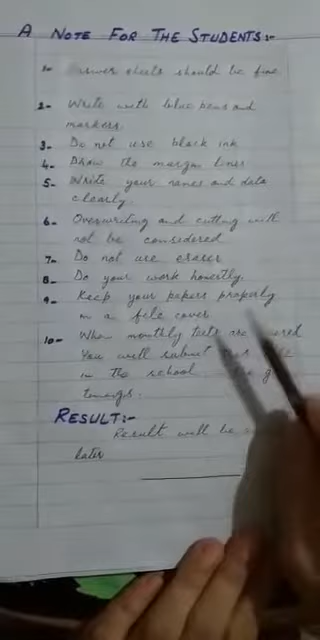 A NOTE FOR THE STUDENTS:-
1- Answer sheets should be fine
2- Write with blue pens and
markers.
3- Do not use black ink
4- Draw the margin lines
5- Write your names and data
clearly.
6- Overwriting and cutting will
not be considered
7- Do not use eraser
8- Do your work honestly.
9- Keep your papers properly
in a file cover
10- When monthly tests are
You will submit
in the school.
RESULT:-
Result will be
later